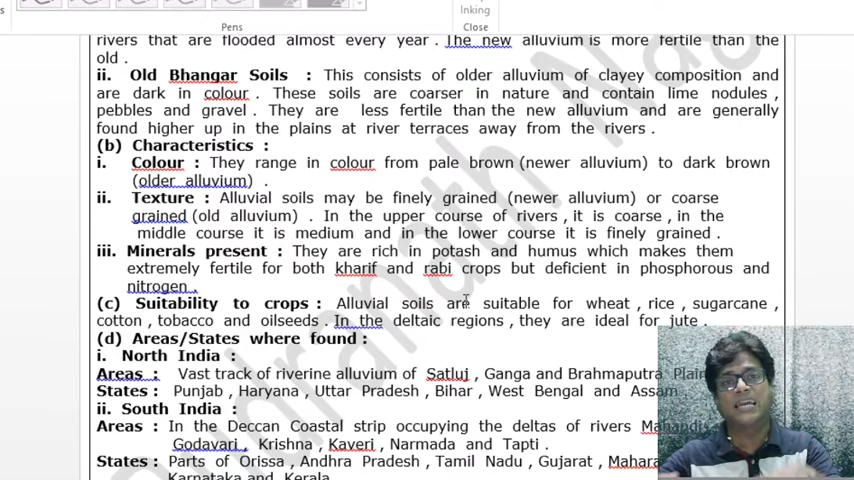 Pens
Inking
Close
rivers that are flooded almost every year . The new alluvium is more fertile than the
old .
ii. Old Bhangar Soils : This consists of older alluvium of clayey composition and
are dark in colour . These soils are coarser in nature and contain lime nodules ,
pebbles and gravel . They are less fertile than the new alluvium and are generally
found higher up in the plains at river terraces away from the rivers .
(b) Characteristics :
i. Colour : They range in colour from pale brown (newer alluvium) to dark brown
(older alluvium) .
ii. Texture : Alluvial soils may be finely grained (newer alluvium) or coarse
grained (old alluvium) . In the upper course of rivers , it is coarse , in the
middle course it is medium and in the lower course it is finely grained .
iii. Minerals present : They are rich in potash and humus which makes them
extremely fertile for both kharif and rabi crops but deficient in phosphorous and
nitrogen .
(c) Suitability to crops : Alluvial soils are suitable for wheat , rice , sugarcane ,
cotton , tobacco and oilseeds . In the deltaic regions , they are ideal for jute .
(d) Areas/States where found :
i. North India :
Areas : Vast track of riverine alluvium of Satluj , Ganga and Brahmaputra Plain
States : Punjab , Haryana , Uttar Pradesh , Bihar , West Bengal and Assam
ii. South India :
Areas : In the Deccan Coastal strip occupying the deltas of rivers Mahandis
Godavari , Krishna , Kaveri , Narmada and Tapti .
States : Parts of Orissa , Andhra Pradesh , Tamil Nadu , Gujarat , Mahara
Karnataka and Kerala